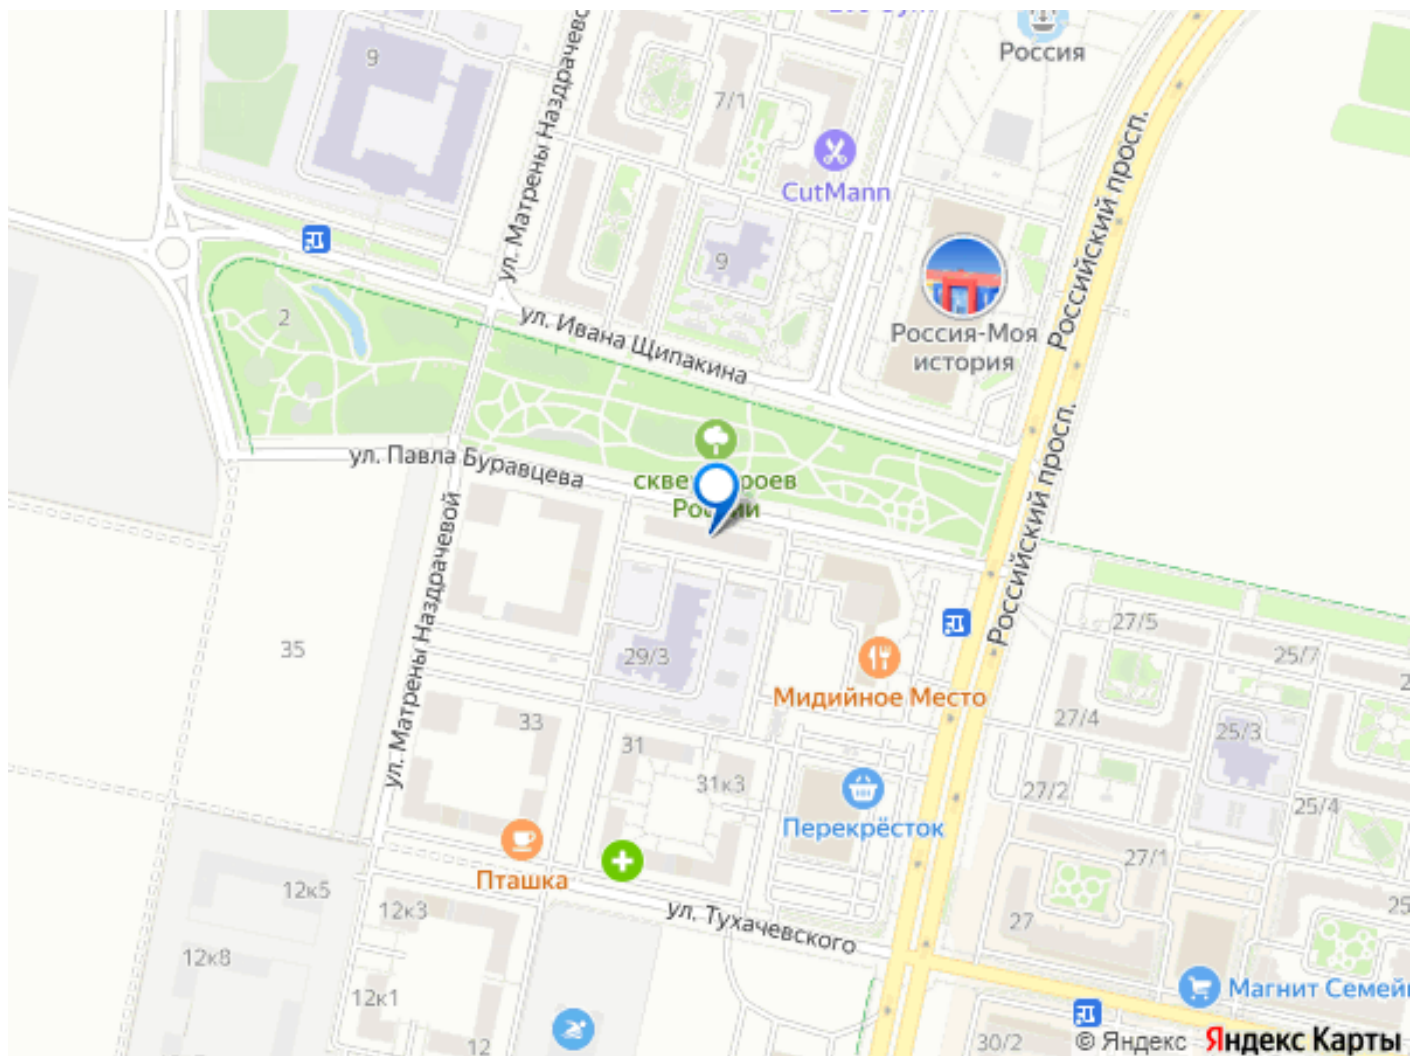 Россия
9
7/1
ул. Матрены Наздрачевой
CutMann
Российский просп.
9
2
ул. Ивана Щипакина
Россия-Моя
история
ул. Павла Буравцева
России
Российский просп.
ул. Матрены Наздрачевой
27/5
35
29/3
25/7
Мидийное Место
33
31
27/4
25/3
31к3
27/2
25/4
Перекрёсток
27/1
Пташка
12к5
12к3
ул. Тухачевского
27
25
12к8
12к1
Магнит Семей
12
30/2
© Яндекс Яндекс Карты